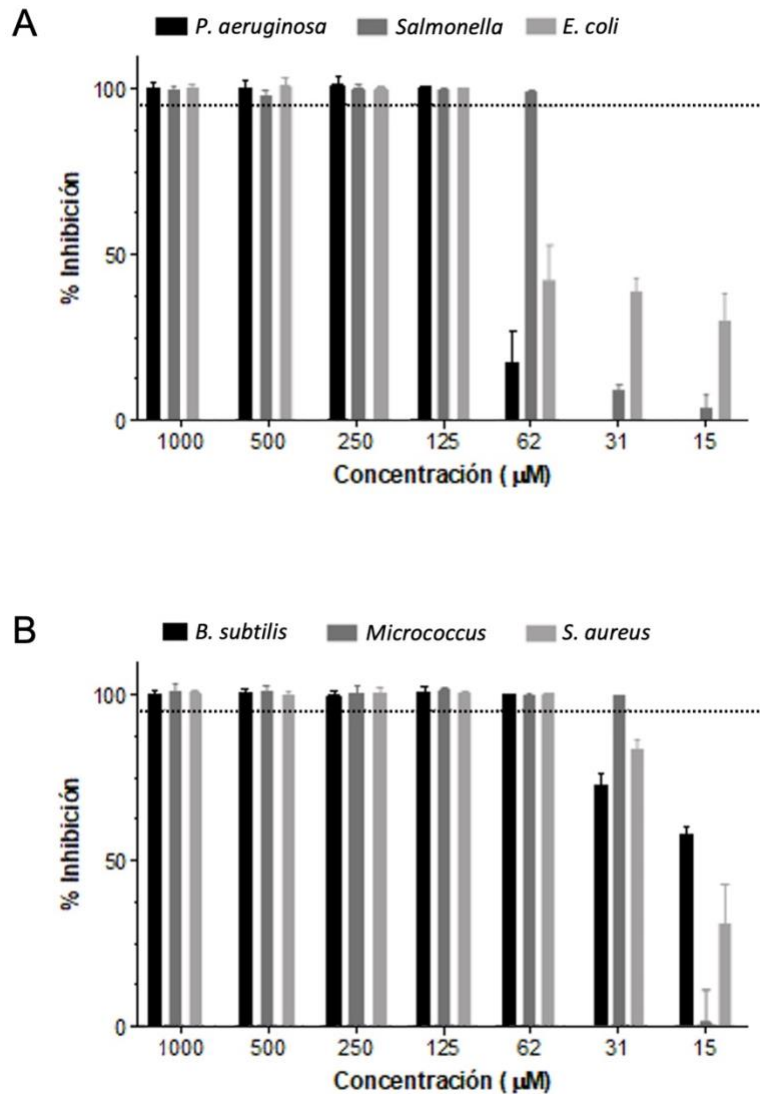 A
P. aeruginosa Salmonella E. coli
100
50
0
% Inhibición
1000 500 250 125 62 31 15
Concentración ( µM)
B
B. subtilis Micrococcus S. aureus
100
50
0
% Inhibición
1000 500 250 125 62 31 15
Concentración ( µM)